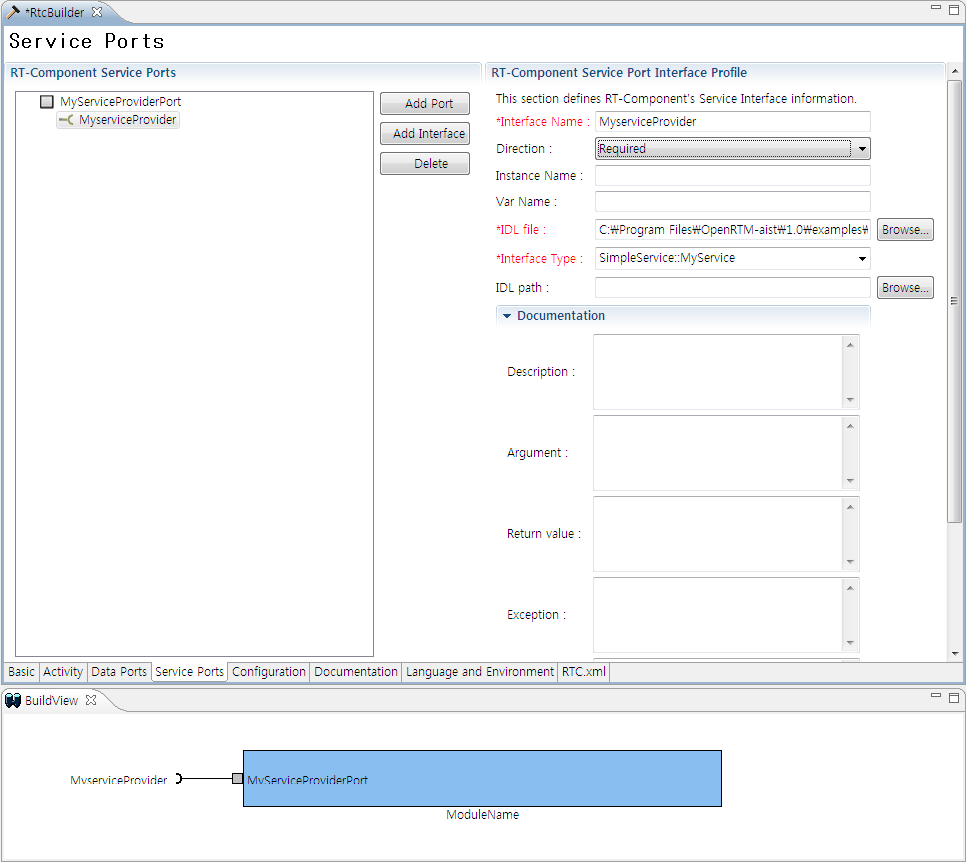 *RtcBuilder
Service Ports
RT-Component Service Ports
MyServiceProviderPort
MyserviceProvider
Add Port
Add Interface
Delete
RT-Component Service Port Interface Profile
This section defines RT-Component's Service Interface information.
*Interface Name : MyserviceProvider
Direction : Required
Instance Name :
Var Name :
*IDL file : C:₩Program Files₩OpenRTM-aist₩1.0₩examples₩ Browse...
*Interface Type : SimpleService::MyService
IDL path : Browse...
Documentation
Description :
Argument :
Return value :
Exception :
Basic Activity Data Ports Service Ports Configuration Documentation Language and Environment RTC.xml
BuildView
MyserviceProvider MyServiceProviderPort
ModuleName